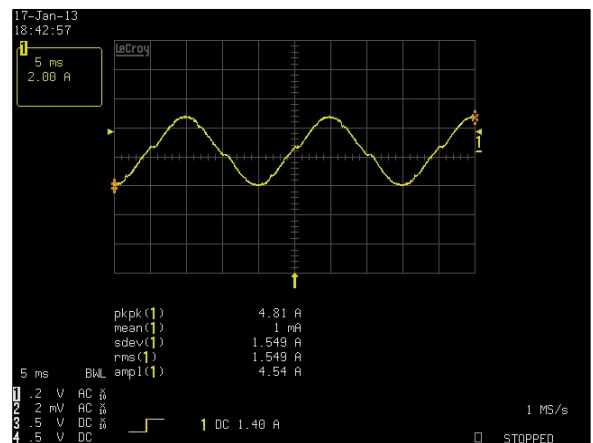 17-Jan-13
18:42:57
1
5 ms
2.00 A
LeCroy
1
pkpk(1) 4.81 A
mean(1) 1 mA
sdev(1) 1.549 A
rms(1) 1.549 A
ampl(1) 4.54 A
5 ms BWL
1 .2 V AC
2 2 mV AC
3 .5 V DC
4 .5 V DC
1 DC 1.40 A
1 MS/s
STOPPED